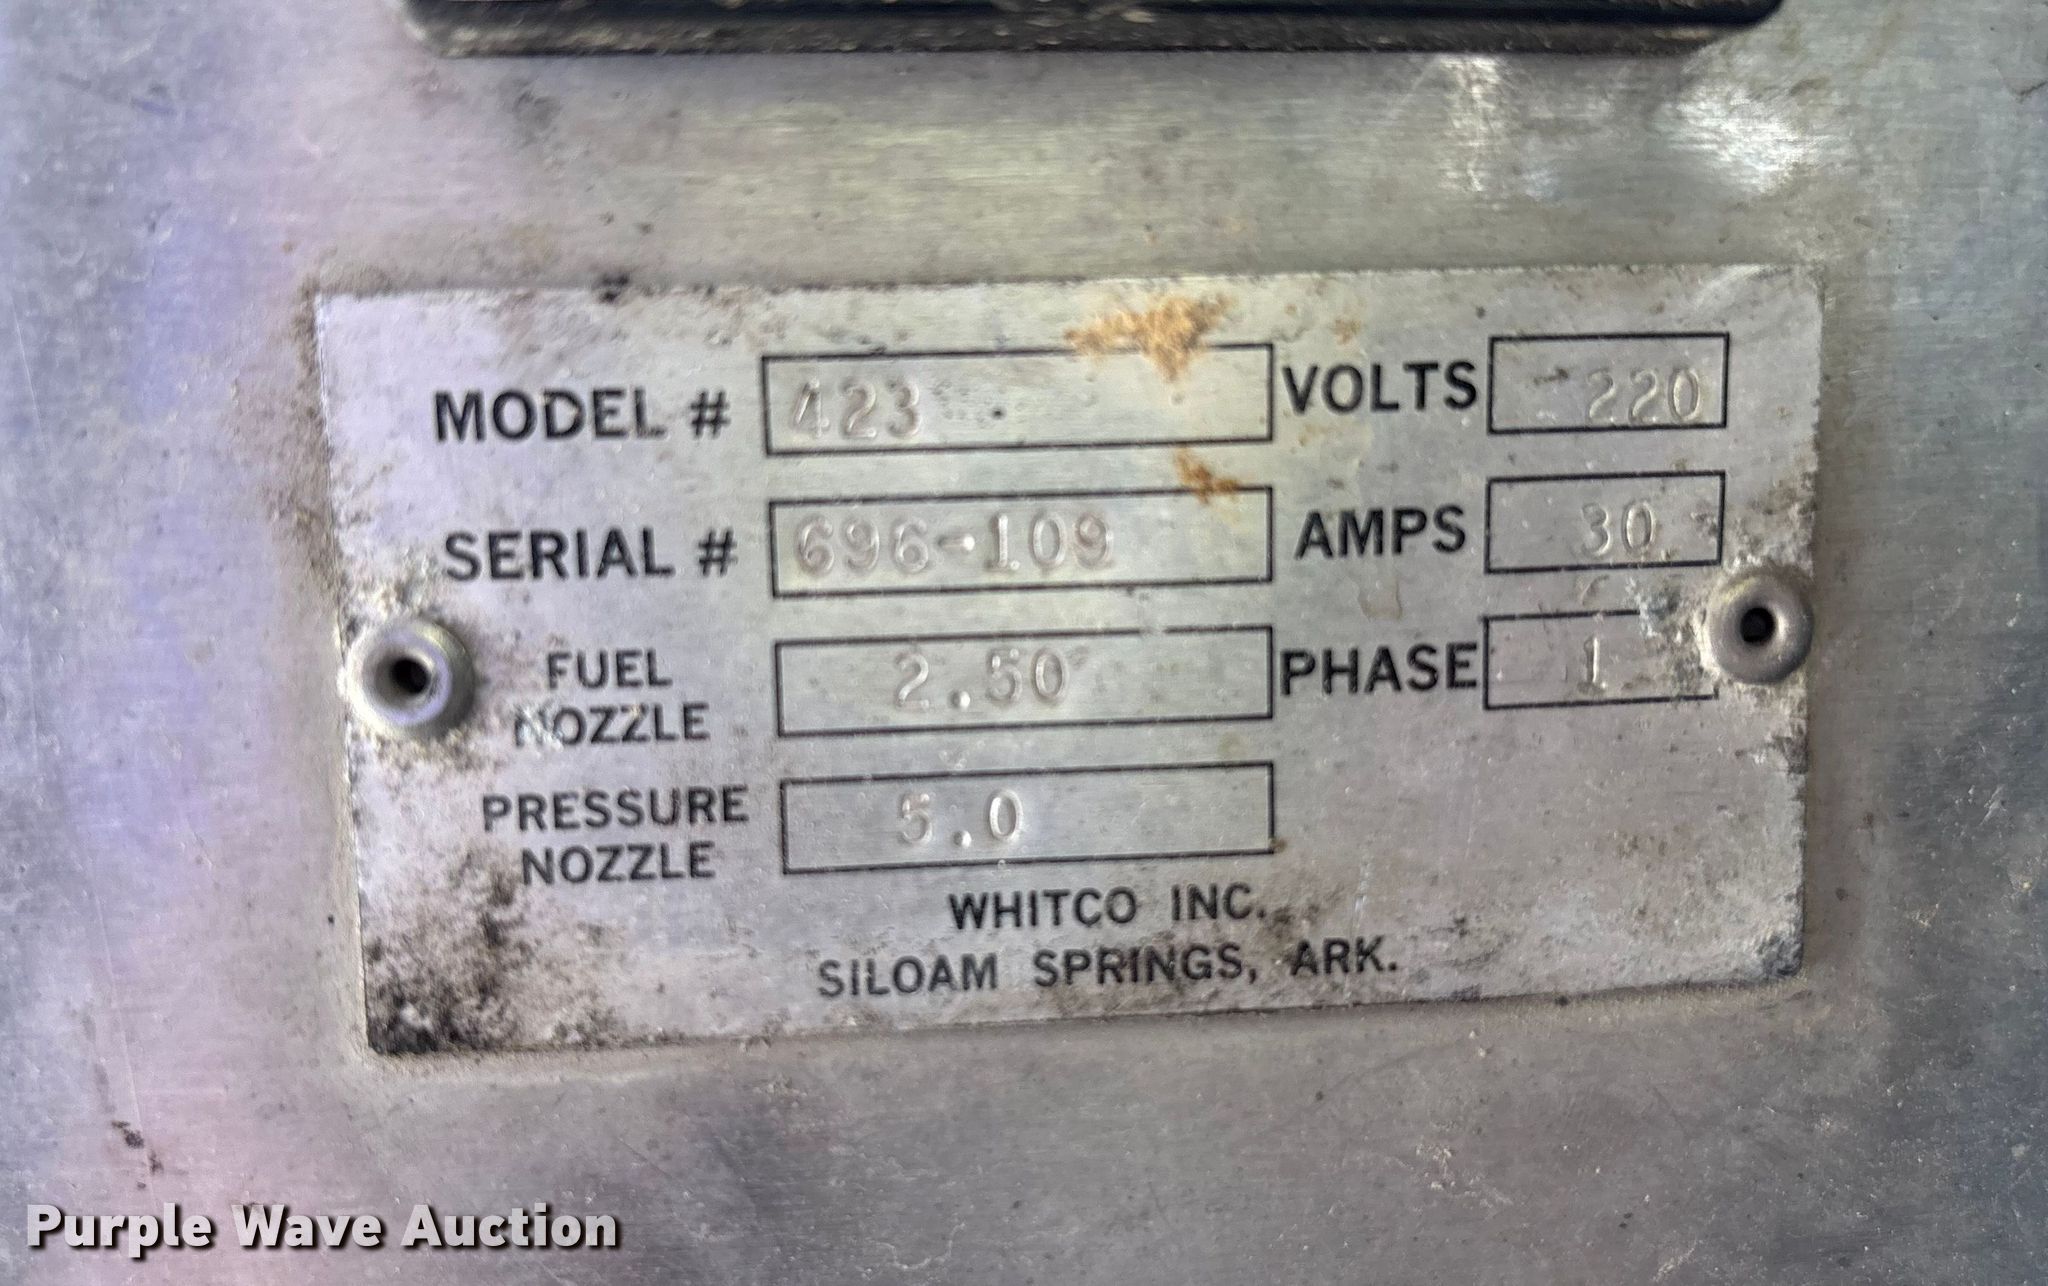 MODEL # 423 VOLTS 220
SERIAL # 696-109 AMPS 30
FUEL NOZZLE 2.50 PHASE 1
PRESSURE NOZZLE 5.0
WHITCO INC.
SILOAM SPRINGS, ARK.
Purple Wave Auction